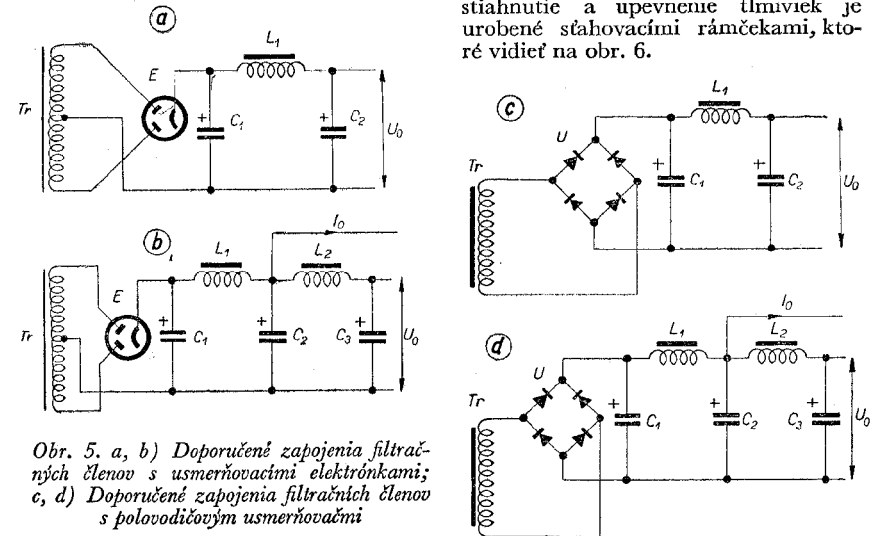 stiahnutie a upevnenie tlmiviek je
urobené sťahovacími rámčekami, kto-
ré vidieť na obr. 6.
a
Tr
E
L1
C1
C2
U0
b
Tr
E
L1
L2
I0
C1
C2
C3
U0
Obr. 5. a, b) Doporučené zapojenia filtrač-
ných členov s usmerňovacími elektrónkami;
c, d) Doporučené zapojenia filtračních členov
s polovodičovým usmerňovačmi
c
Tr
U
L1
C1
C2
U0
d
Tr
U
L1
L2
I0
C1
C2
C3
U0